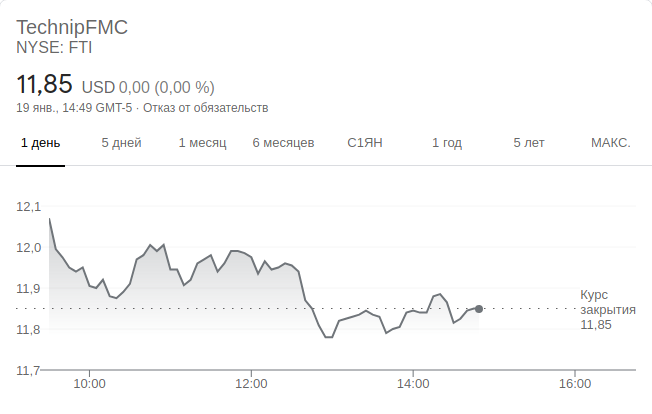 TechnipFMC
NYSE: FTI
11,85 USD 0,00 (0,00 %)
19 янв., 14:49 GMT-5 · Отказ от обязательств
1 день 5 дней 1 месяц 6 месяцев С1ЯН 1 год 5 лет МАКС.
12,1
12,0
11,9
11,8
11,7
Курс
закрытия
11,85
10:00 12:00 14:00 16:00